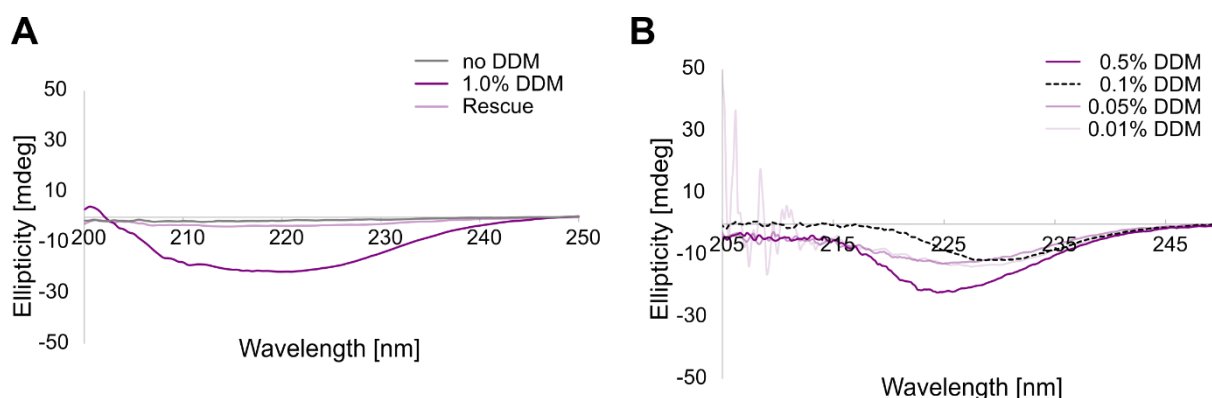 A
no DDM
1.0% DDM
Rescue
50
30
10
-10
-30
-50
200
210
220
230
240
250
Ellipticity [mdeg]
Wavelength [nm]
B
0.5% DDM
0.1% DDM
0.05% DDM
0.01% DDM
50
30
10
-10
-30
-50
205
215
225
235
245
Ellipticity [mdeg]
Wavelength [nm]